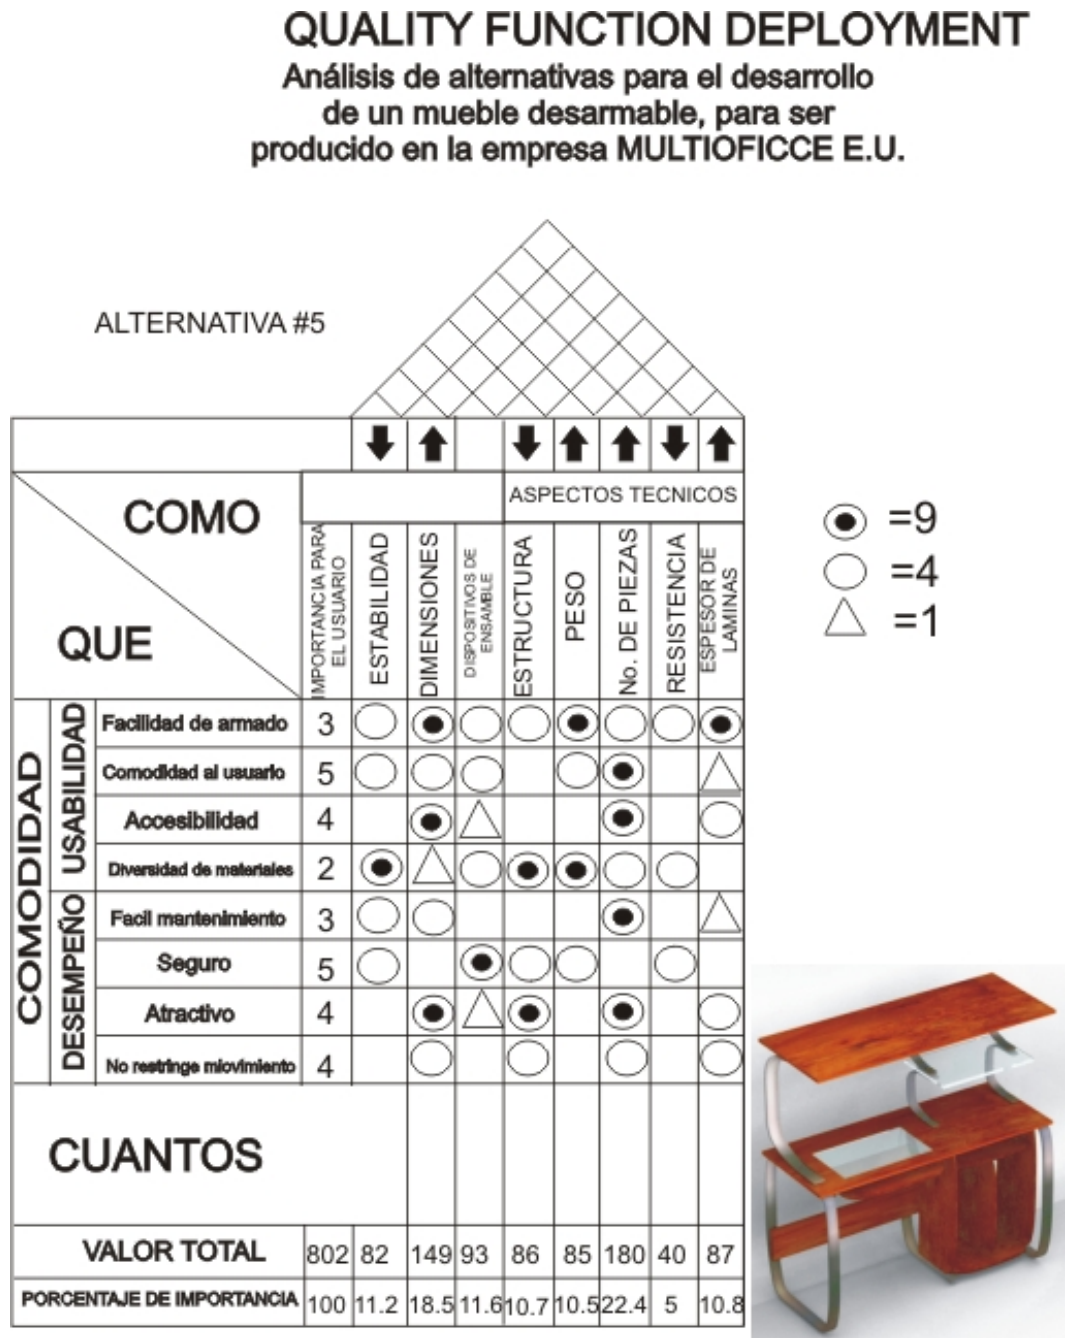 QUALITY FUNCTION DEPLOYMENT
Análisis de alternativas para el desarrollo
de un mueble desarmable, para ser
producido en la empresa MULTIOFICCE E.U.
ALTERNATIVA #5
ASPECTOS TECNICOS
COMO
QUE
IMPORTANCIA PARA
EL USUARIO
ESTABILIDAD
DIMENSIONES
DISPOSITIVOS DE
ENSAMBLE
ESTRUCTURA
PESO
No. DE PIEZAS
RESISTENCIA
ESPESOR DE
LAMINAS
=9
=4
=1
COMODIDAD
USABILIDAD
DESEMPEÑO
Facilidad de armado 3
Comodidad al usuario 5
Accesibilidad 4
Diversidad de materiales 2
Facil mantenimiento 3
Seguro 5
Atractivo 4
No restringe miovimiento 4
CUANTOS
VALOR TOTAL 802 82 149 93 86 85 180 40 87
PORCENTAJE DE IMPORTANCIA 100 11.2 18.5 11.6 10.7 10.5 22.4 5 10.8